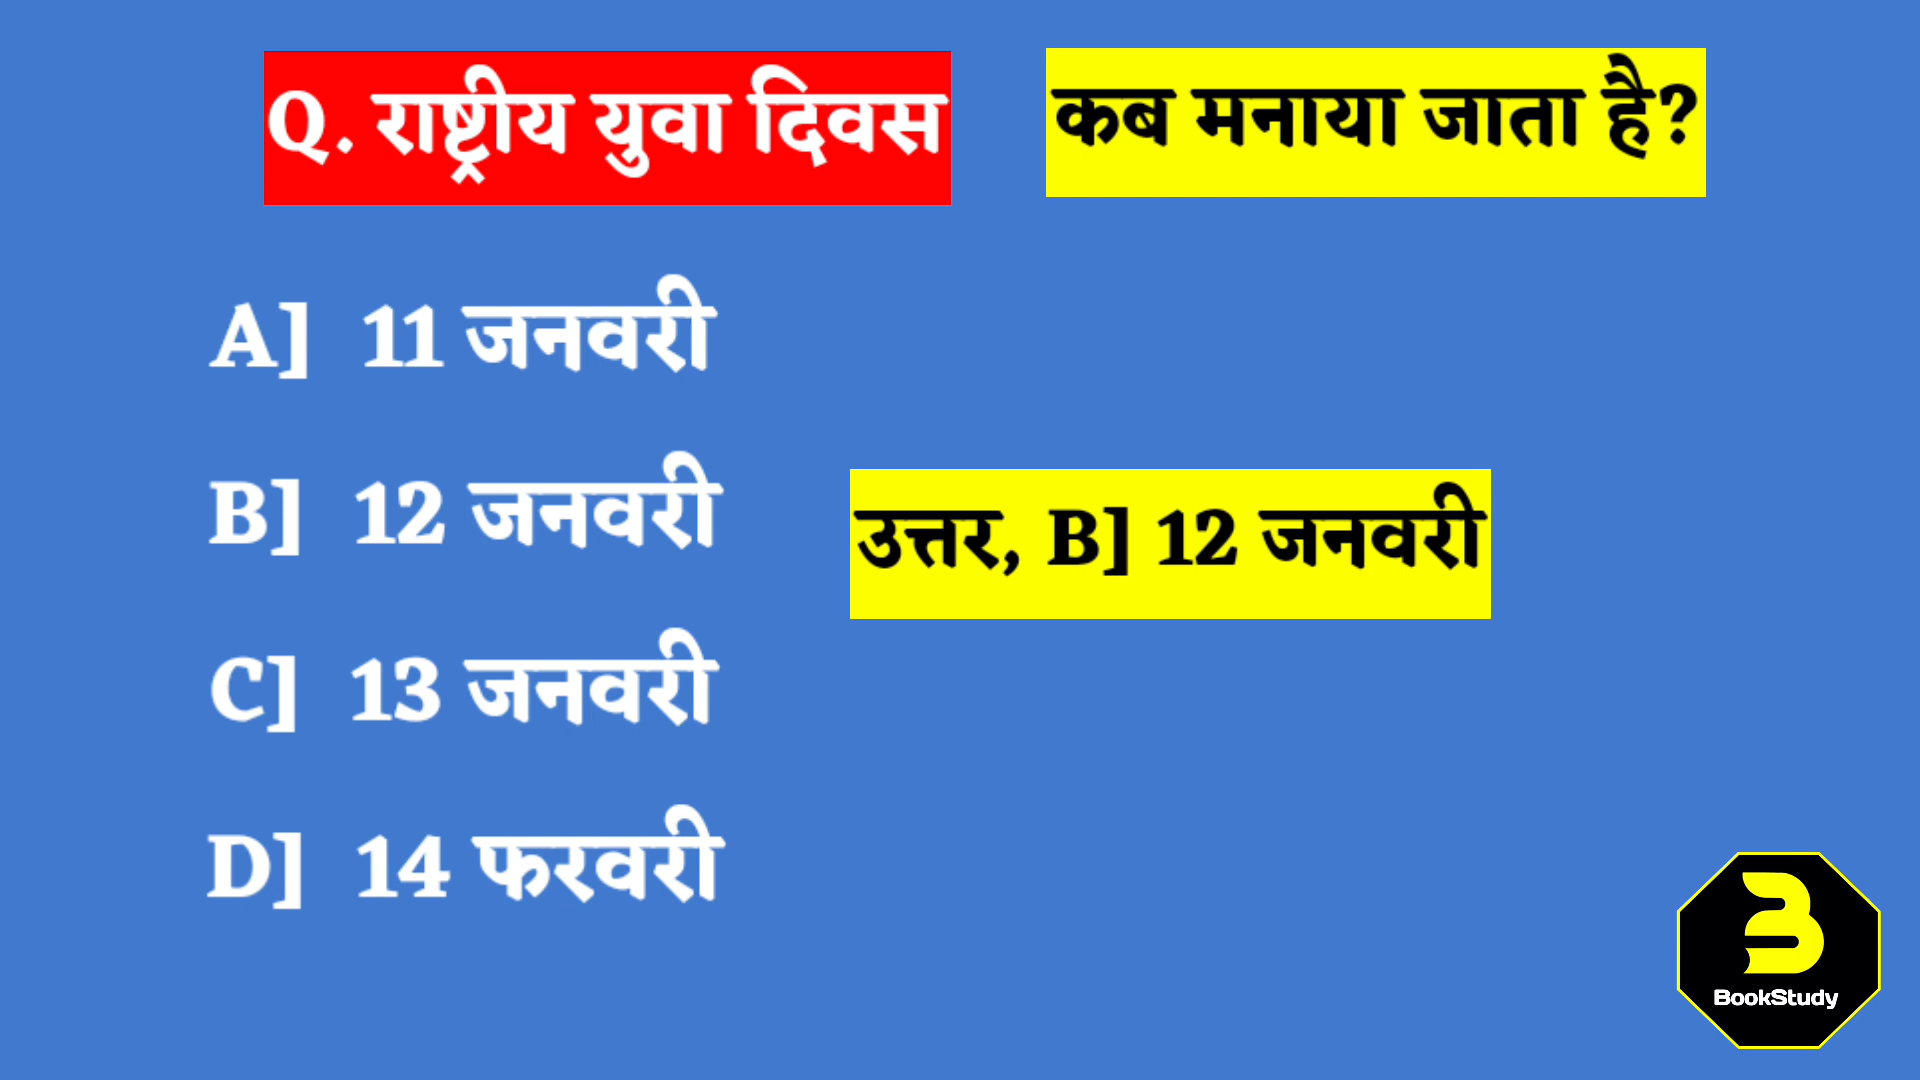 Q. राष्ट्रीय युवा दिवस कब मनाया जाता है?
A] 11 जनवरी
B] 12 जनवरी
उत्तर, B] 12 जनवरी
C] 13 जनवरी
D] 14 फरवरी
BookStudy